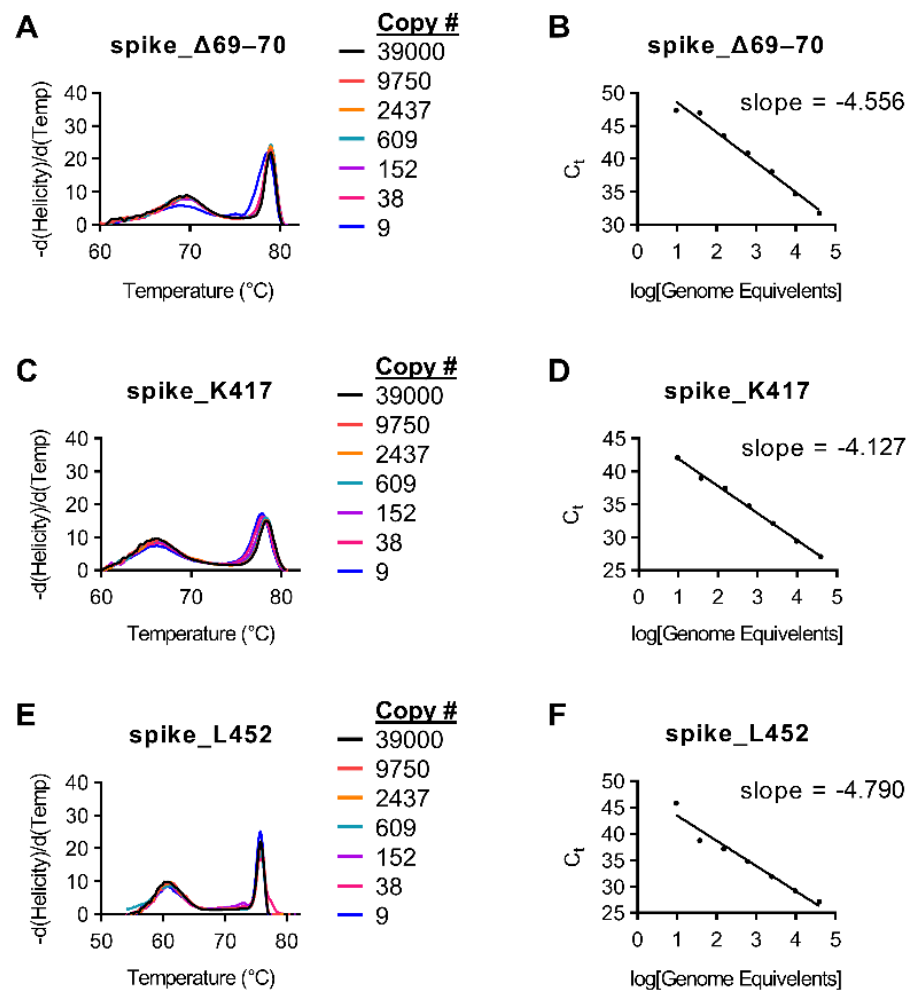 A
spike_Δ69–70
Copy #
39000
9750
2437
609
152
38
9
-d(Helicity)/d(Temp)
40
30
20
10
0
60
70
80
Temperature (°C)
B
spike_Δ69–70
slope = -4.556
Ct
50
45
40
35
30
0
1
2
3
4
5
log[Genome Equivelents]
C
spike_K417
Copy #
39000
9750
2437
609
152
38
9
-d(Helicity)/d(Temp)
40
30
20
10
0
60
70
80
Temperature (°C)
D
spike_K417
slope = -4.127
Ct
45
40
35
30
25
0
1
2
3
4
5
log[Genome Equivelents]
E
spike_L452
Copy #
39000
9750
2437
609
152
38
9
-d(Helicity)/d(Temp)
40
30
20
10
0
50
60
70
80
Temperature (°C)
F
spike_L452
slope = -4.790
Ct
50
45
40
35
30
25
0
1
2
3
4
5
log[Genome Equivelents]